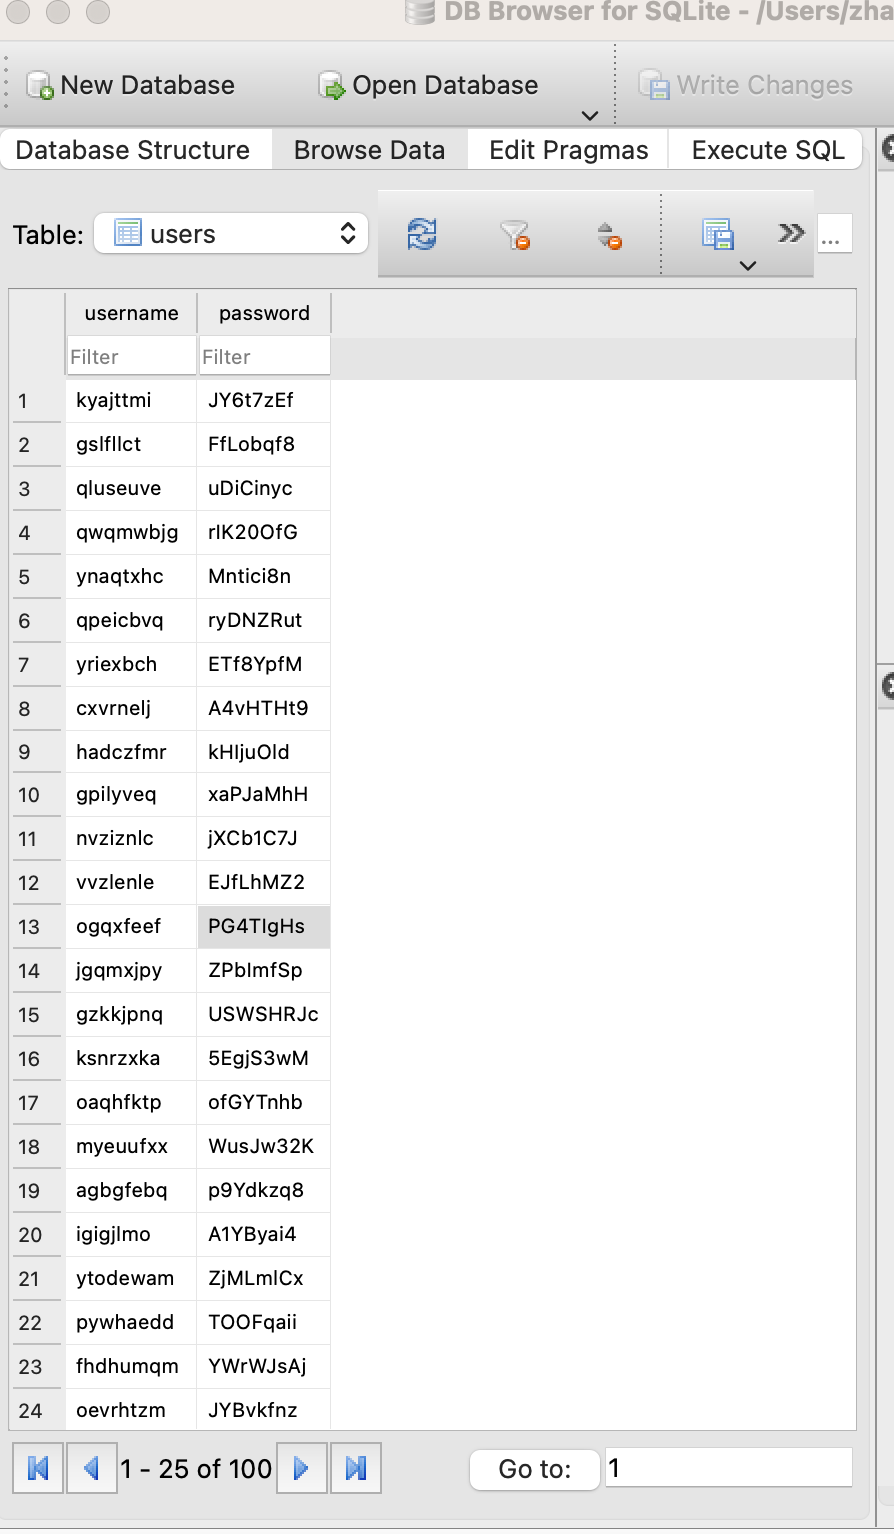 DB Browser for SQLite - /Users/zha
New Database Open Database Write Changes
Database Structure Browse Data Edit Pragmas Execute SQL
Table: users ...
username password
Filter Filter
1 kyajttmi JY6t7zEf
2 gslfllct FfLobqf8
3 qluseuve uDiCinyc
4 qwqmwbjg rIK20OfG
5 ynaqtxhc Mntici8n
6 qpeicbvq ryDNZRut
7 yriexbch ETf8YpfM
8 cxvrnelj A4vHTHt9
9 hadczfmr kHIjuOld
10 gpilyveq xaPJaMhH
11 nvziznlc jXCb1C7J
12 vvzlenle EJfLhMZ2
13 ogqxfeef PG4TIgHs
14 jgqmxjpy ZPbImfSp
15 gzkkjpnq USWSHRJc
16 ksnrzxka 5EgjS3wM
17 oaqhfktp ofGYTnhb
18 myeuufxx WusJw32K
19 agbgfebq p9Ydkzq8
20 igigjlmo A1YByai4
21 ytodewam ZjMLmlCx
22 pywhaedd TOOFqaii
23 fhdhumqm YWrWJsAj
24 oevrhtzm JYBvkfnz
1 - 25 of 100 Go to: 1